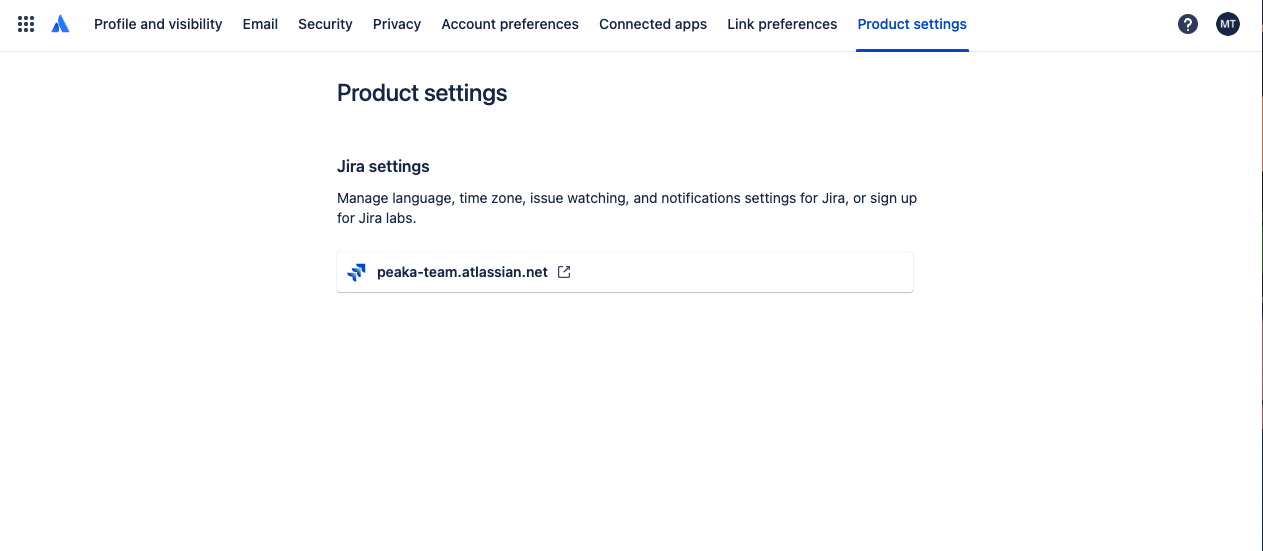 Profile and visibility Email Security Privacy Account preferences Connected apps Link preferences Product settings ? MT
Product settings
Jira settings
Manage language, time zone, issue watching, and notifications settings for Jira, or sign up
for Jira labs.
peaka-team.atlassian.net